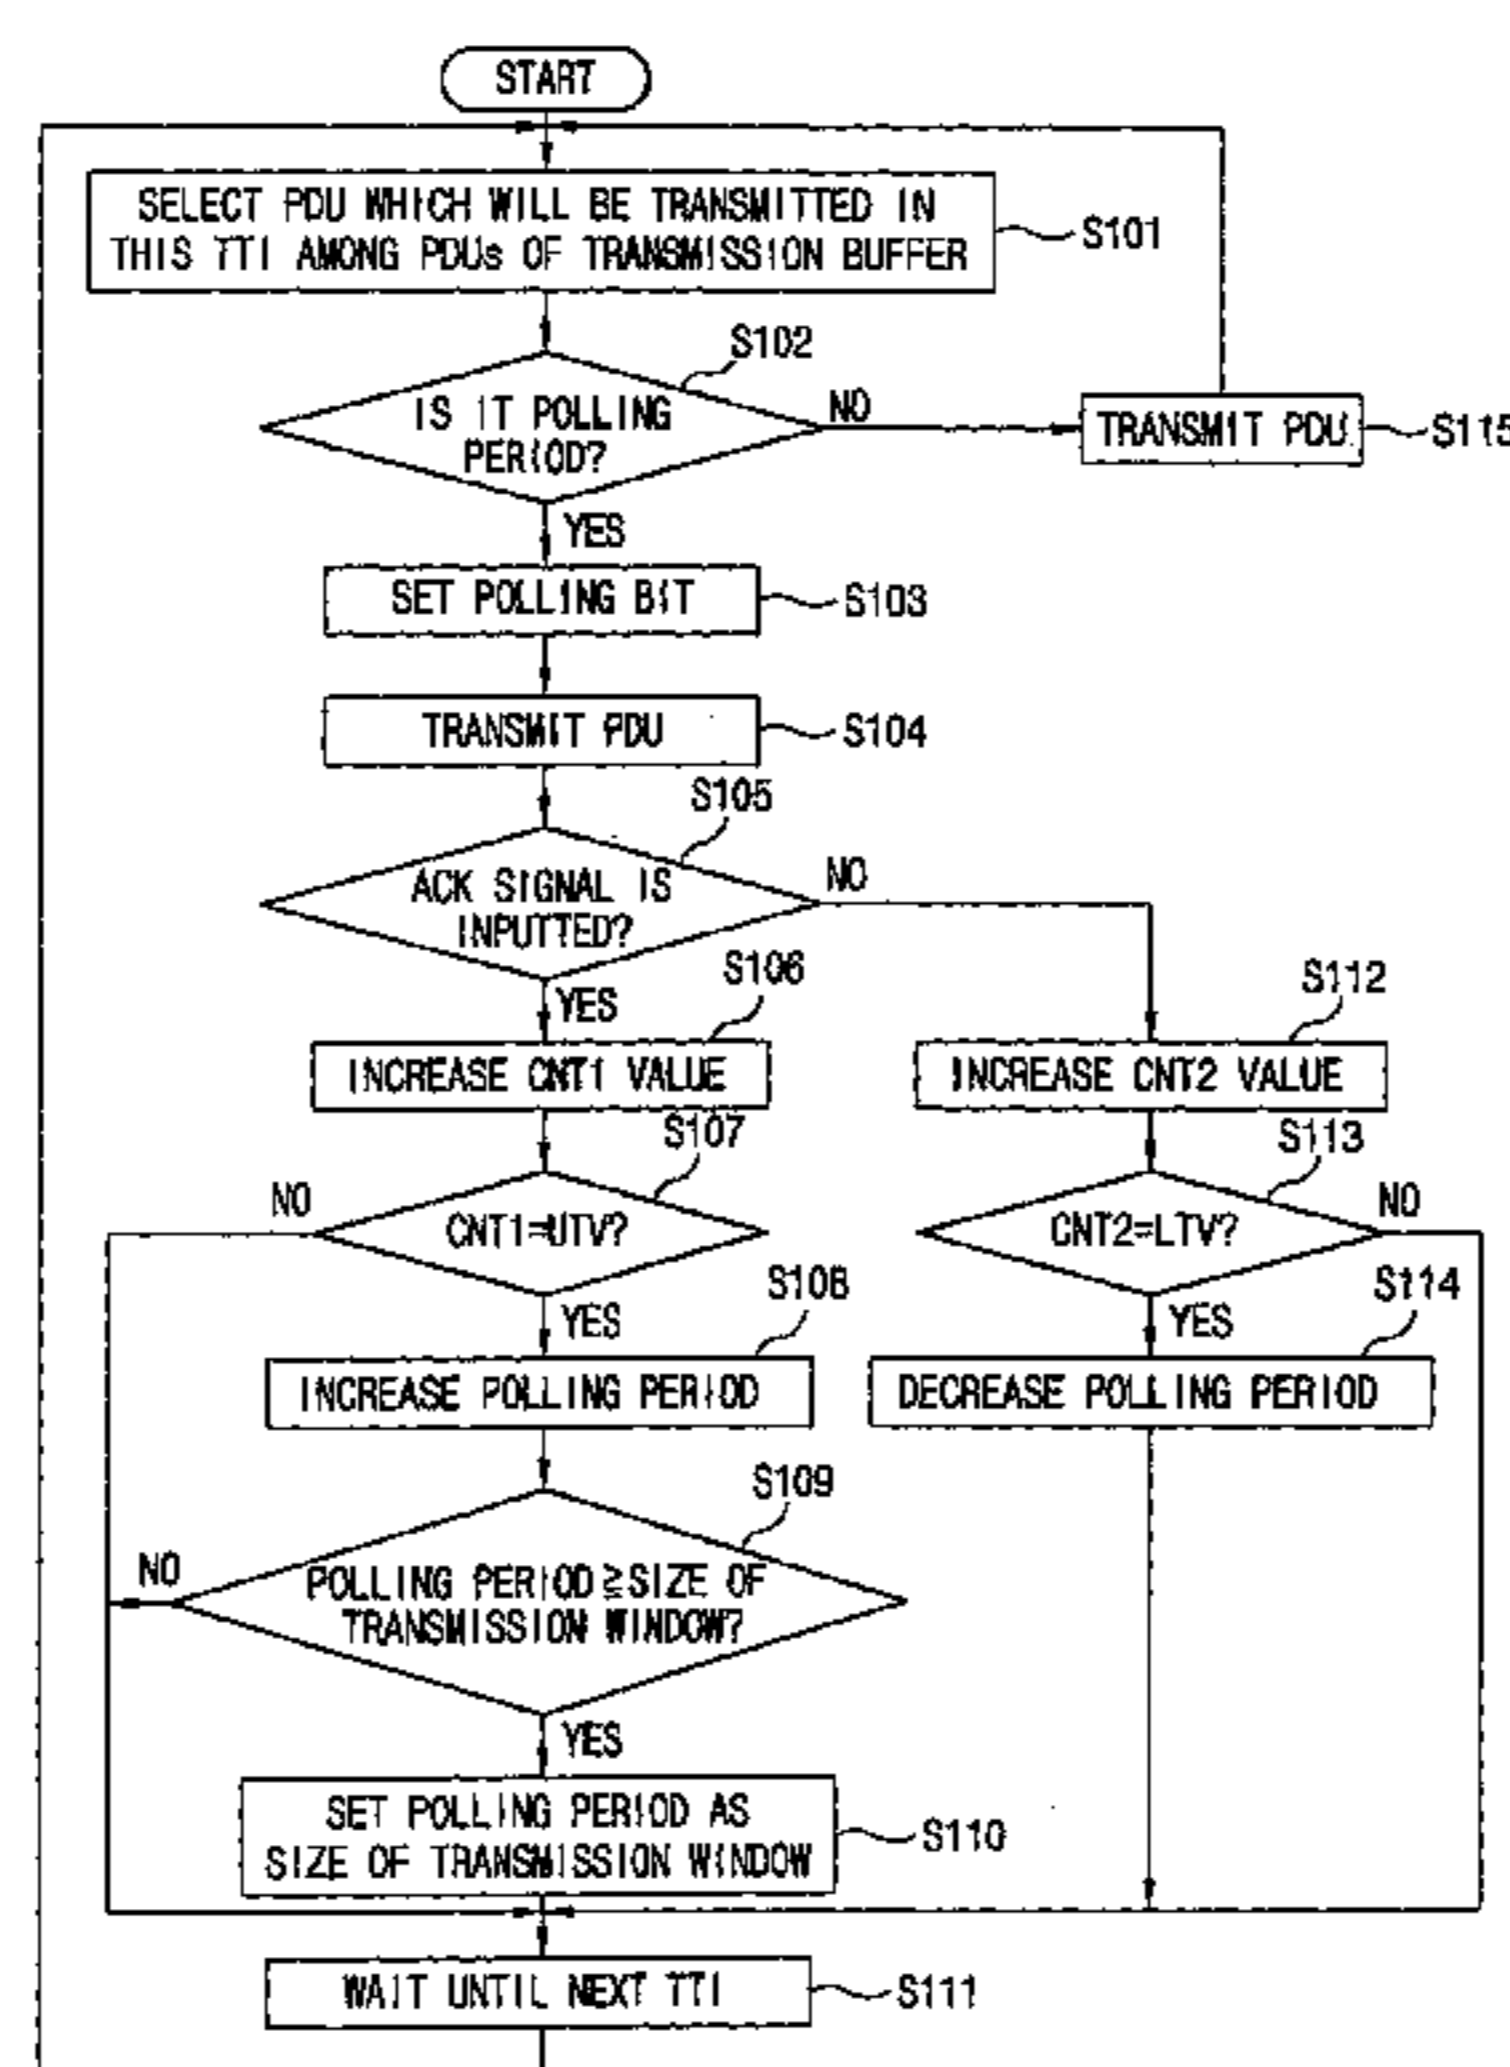 START
SELECT PDU WHICH WILL BE TRANSMITTED IN
THIS TTI AMONG PDUs OF TRANSMISSION BUFFER
S101
S102
IS IT POLLING
PERIOD?
NO
TRANSMIT PDU
S115
YES
SET POLLING BIT
S103
TRANSMIT PDU
S104
S105
ACK SIGNAL IS
INPUTTED?
NO
YES
S106
S112
INCREASE CNT1 VALUE
INCREASE CNT2 VALUE
S107
S113
NO
CNT1=UTV?
CNT2=LTV?
NO
YES
S108
YES
S114
INCREASE POLLING PERIOD
DECREASE POLLING PERIOD
S109
NO
POLLING PERIOD≧SIZE OF
TRANSMISSION WINDOW?
YES
SET POLLING PERIOD AS
SIZE OF TRANSMISSION WINDOW
S110
WAIT UNTIL NEXT TTI
S111